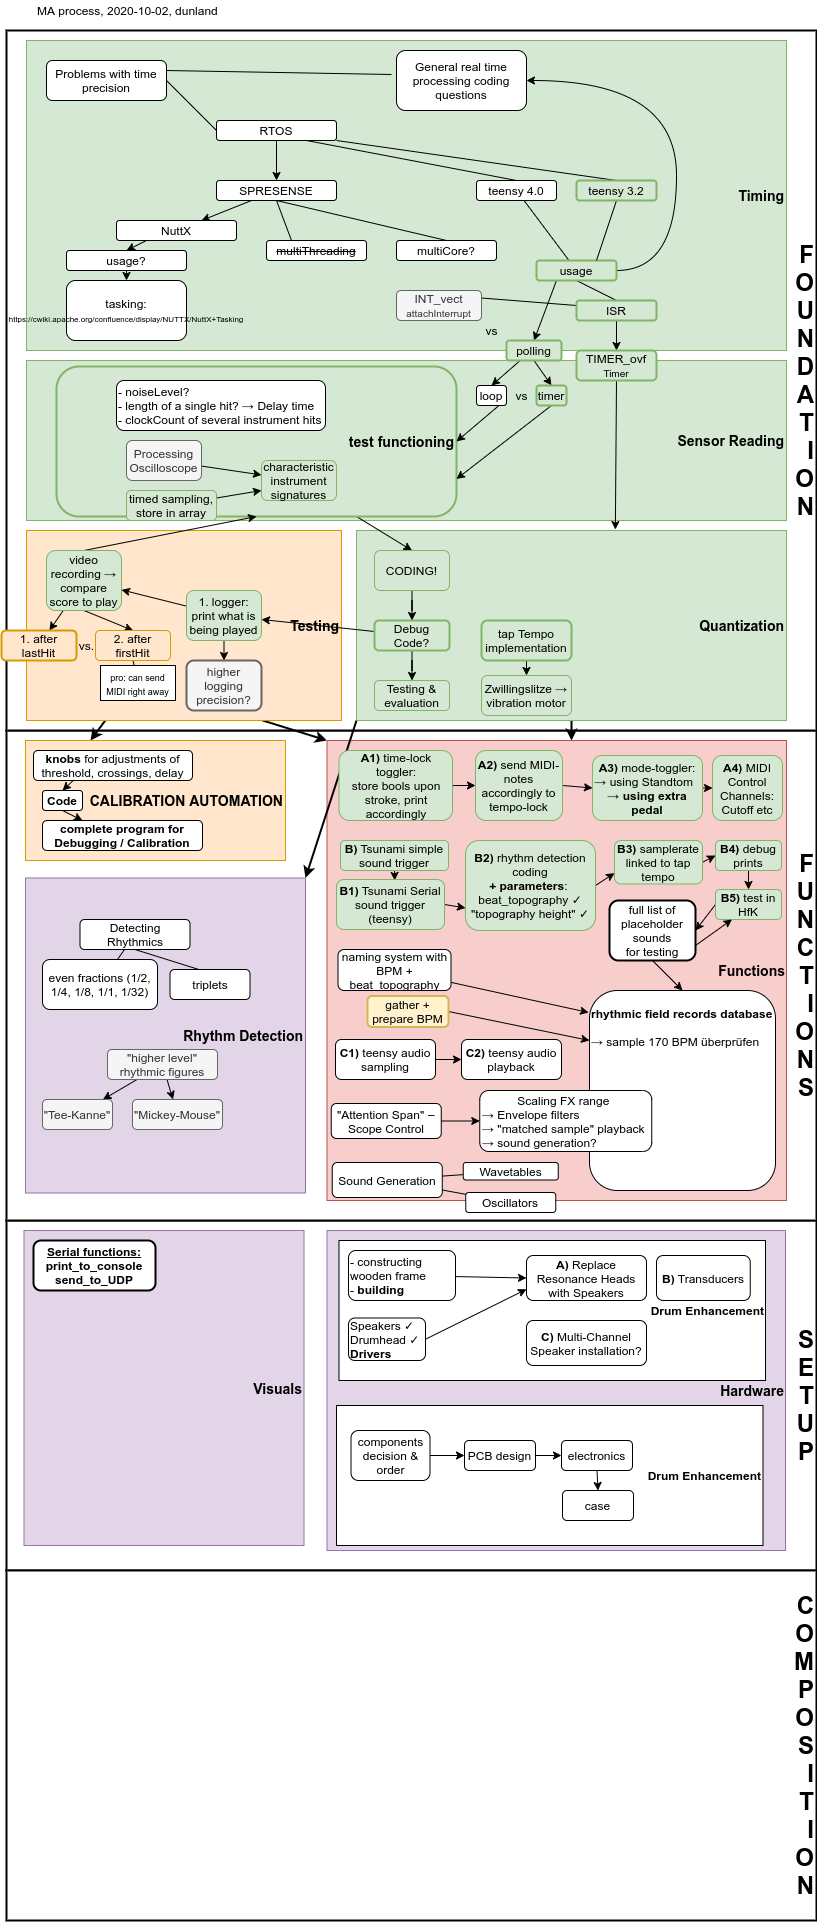 MA process, 2020-10-02, dunland
FOUNDATION
Problems with time
precision
General real time
processing coding
questions
RTOS
SPRESENSE
teensy 4.0
teensy 3.2
Timing
NuttX
usage?
multiThreading
multiCore?
usage
tasking:
https://cwiki.apache.org/confluence/display/NUTTX/NuttX+Tasking
INT_vect
attachInterrupt
ISR
vs
polling
TIMER_ovf
Timer
loop
vs
timer
- noiseLevel?
- length of a single hit? → Delay time
- clockCount of several instrument hits
test functioning
Sensor Reading
Processing
Oscilloscope
characteristic
instrument
signatures
timed sampling,
store in array
video
recording →
compare
score to play
1. logger:
print what is
being played
Testing
1. after
lastHit
vs.
2. after
firstHit
pro: can send
MIDI right away
higher
logging
precision?
CODING!
Debug
Code?
Testing &
evaluation
tap Tempo
implementation
Zwillingslitze →
vibration motor
Quantization
FUNCTIONS
knobs for adjustments of
threshold, crossings, delay
Code
CALIBRATION AUTOMATION
complete program for
Debugging / Calibration
A1) time-lock
toggler:
store bools upon
stroke, print
accordingly
A2) send MIDI-
notes
accordingly to
tempo-lock
A3) mode-toggler:
→ using Standtom
→ using extra
pedal
A4) MIDI
Control
Channels:
Cutoff etc
B) Tsunami simple
sound trigger
B1) Tsunami Serial
sound trigger
(teensy)
B2) rhythm detection
coding
+ parameters:
beat_topography ✓
"topography height" ✓
B3) samplerate
linked to tap
tempo
B4) debug
prints
B5) test in
HfK
full list of
placeholder
sounds
for testing
Functions
naming system with
BPM +
beat_topography
gather +
prepare BPM
rhythmic field records database
→ sample 170 BPM überprüfen
C1) teensy audio
sampling
C2) teensy audio
playback
"Attention Span" –
Scope Control
Scaling FX range
→ Envelope filters
→ "matched sample" playback
→ sound generation?
Sound Generation
Wavetables
Oscillators
Detecting
Rhythmics
even fractions (1/2,
1/4, 1/8, 1/1, 1/32)
triplets
Rhythm Detection
"higher level"
rhythmic figures
"Tee-Kanne"
"Mickey-Mouse"
SETUP
Serial functions:
print_to_console
send_to_UDP
Visuals
- constructing
wooden frame
- building
Speakers ✓
Drumhead ✓
Drivers
A) Replace
Resonance Heads
with Speakers
B) Transducers
Drum Enhancement
C) Multi-Channel
Speaker installation?
Hardware
components
decision &
order
PCB design
electronics
case
Drum Enhancement
COMPOSITION